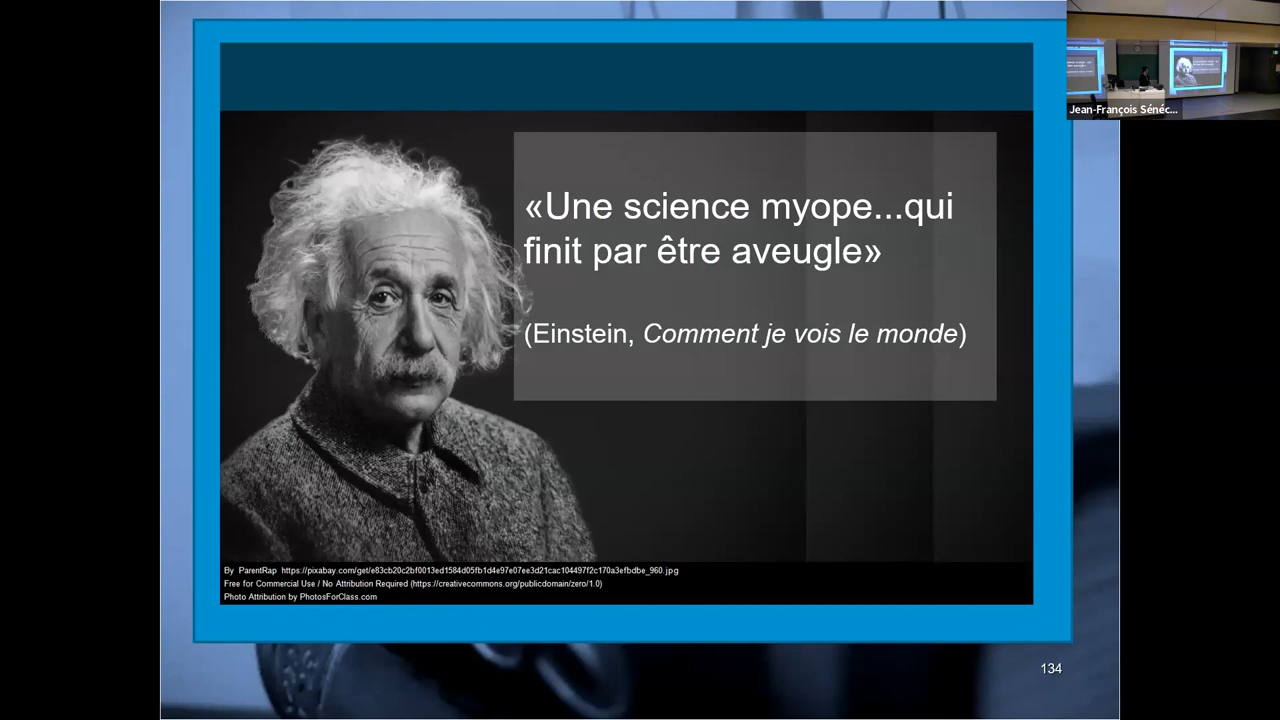 «Une science myope...qui
finit par être aveugle»
(Einstein, Comment je vois le monde)
By ParentRap https://pixabay.com/get/e83cb20c2bf0013ed1584d05fb1d4e97e07ee3d21cac104497f2c170a3efbdbe_960.jpg
Free for Commercial Use / No Attribution Required (https://creativecommons.org/publicdomain/zero/1.0)
Photo Attribution by PhotosForClass.com
134
Jean-François Sénéc...